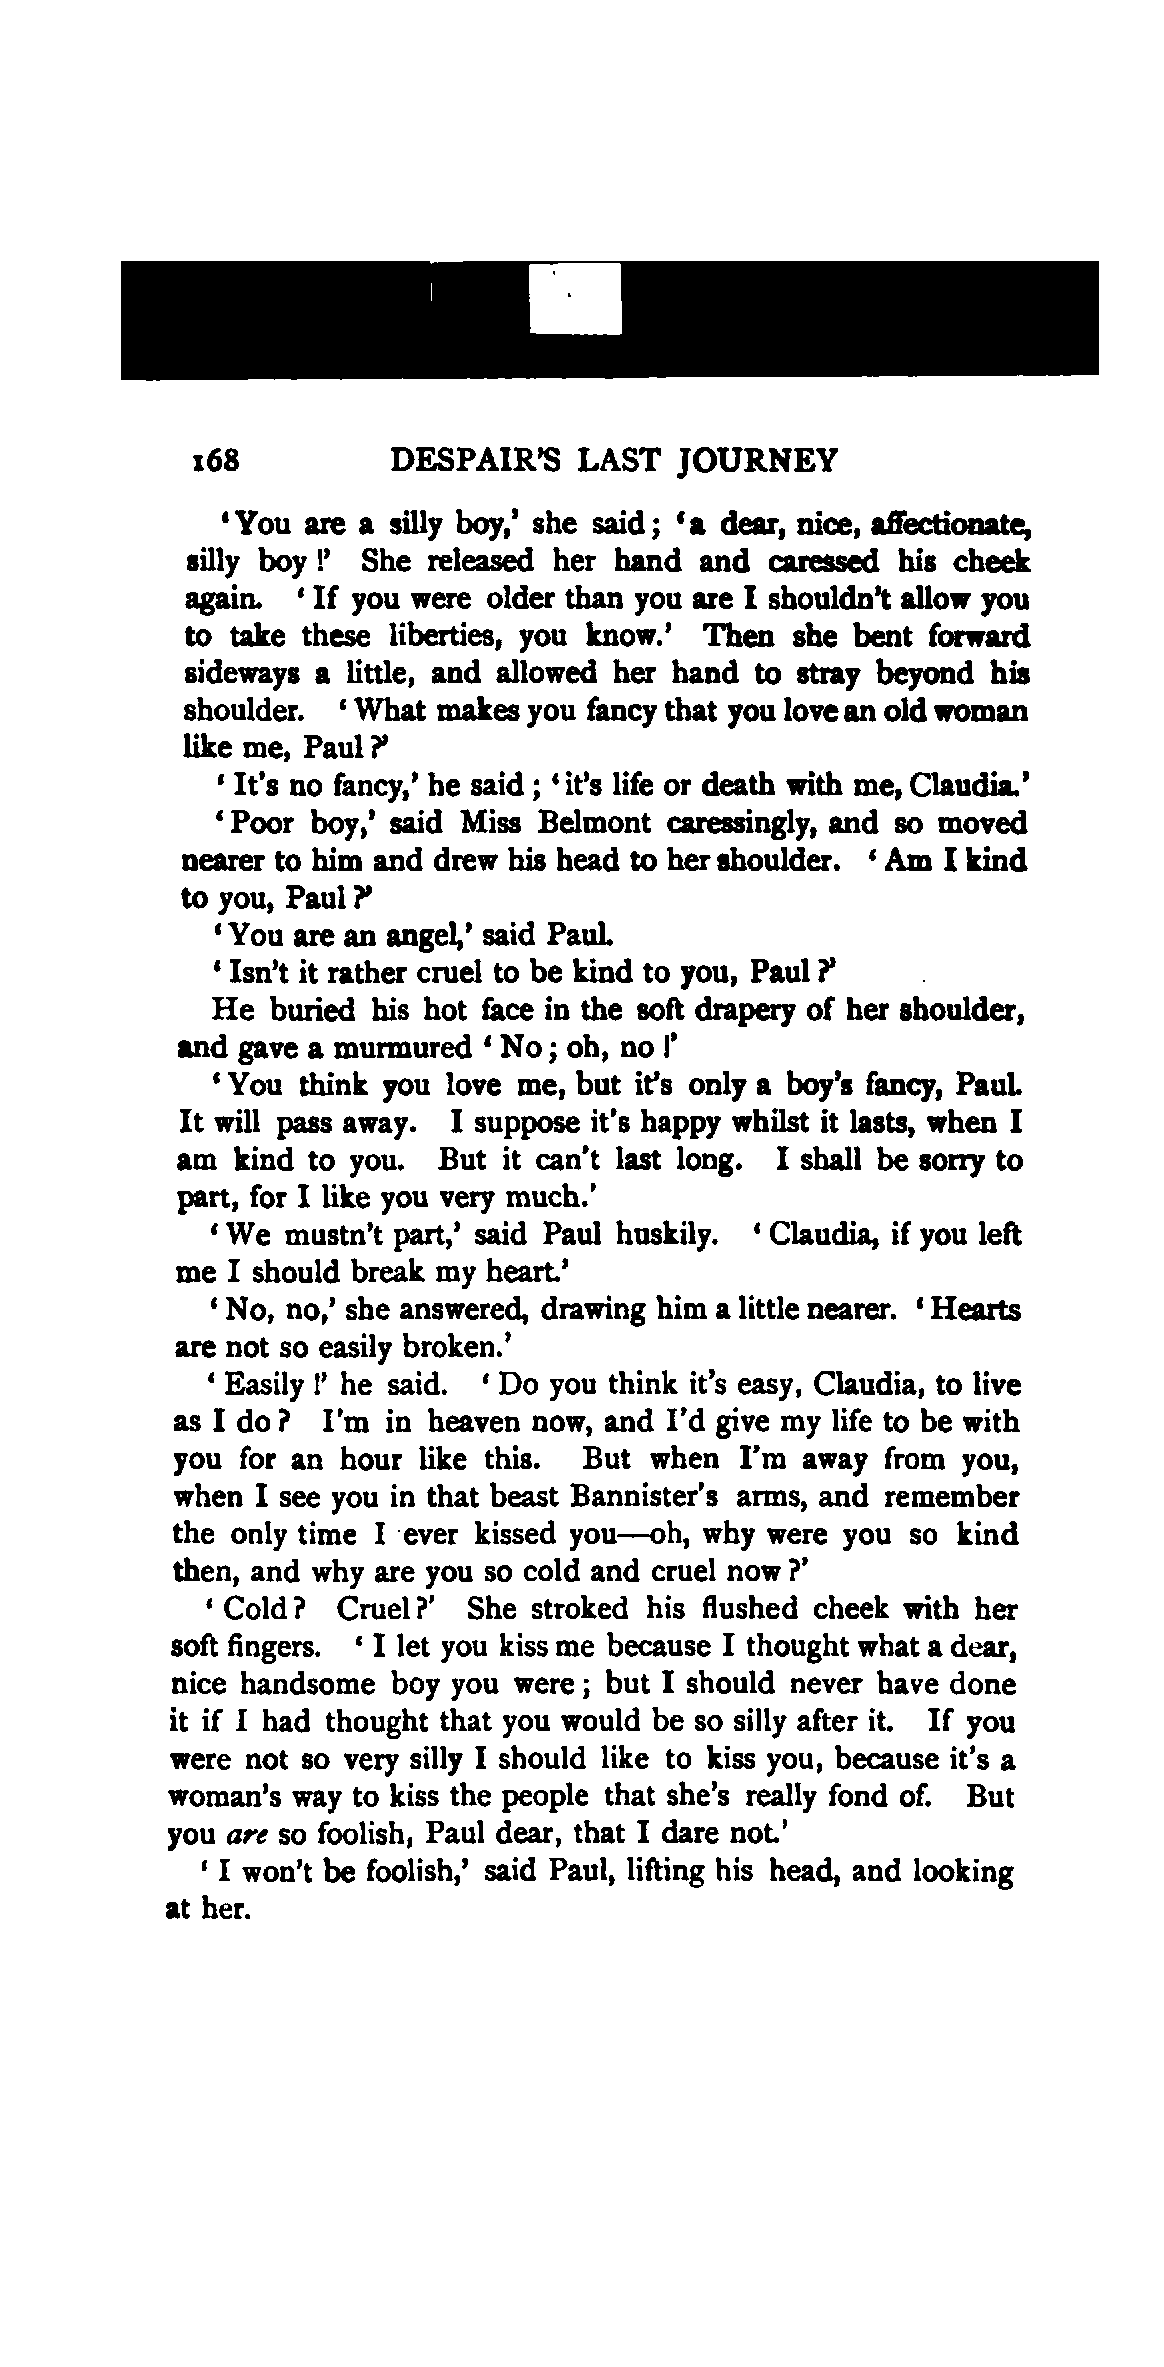 168 DESPAIR'S LAST JOURNEY
'You are a silly boy,' she said; 'a dear, nice, affectionate,
silly boy!' She released her hand and caressed his cheek
again. 'If you were older than you are I shouldn't allow you
to take these liberties, you know.' Then she bent forward
sideways a little, and allowed her hand to stray beyond his
shoulder. 'What makes you fancy that you love an old woman
like me, Paul?'
'It's no fancy,' he said; 'it's life or death with me, Claudia.'
'Poor boy,' said Miss Belmont caressingly, and so moved
nearer to him and drew his head to her shoulder. 'Am I kind
to you, Paul?'
'You are an angel,' said Paul.
'Isn't it rather cruel to be kind to you, Paul?'
He buried his hot face in the soft drapery of her shoulder,
and gave a murmured 'No; oh, no!'
'You think you love me, but it's only a boy's fancy, Paul.
It will pass away. I suppose it's happy whilst it lasts, when I
am kind to you. But it can't last long. I shall be sorry to
part, for I like you very much.'
'We mustn't part,' said Paul huskily. 'Claudia, if you left
me I should break my heart.'
'No, no,' she answered, drawing him a little nearer. 'Hearts
are not so easily broken.'
'Easily!' he said. 'Do you think it's easy, Claudia, to live
as I do? I'm in heaven now, and I'd give my life to be with
you for an hour like this. But when I'm away from you,
when I see you in that beast Bannister's arms, and remember
the only time I ever kissed you—oh, why were you so kind
then, and why are you so cold and cruel now?'
'Cold? Cruel?' She stroked his flushed cheek with her
soft fingers. 'I let you kiss me because I thought what a dear,
nice handsome boy you were; but I should never have done
it if I had thought that you would be so silly after it. If you
were not so very silly I should like to kiss you, because it's a
woman's way to kiss the people that she's really fond of. But
you are so foolish, Paul dear, that I dare not.'
'I won't be foolish,' said Paul, lifting his head, and looking
at her.